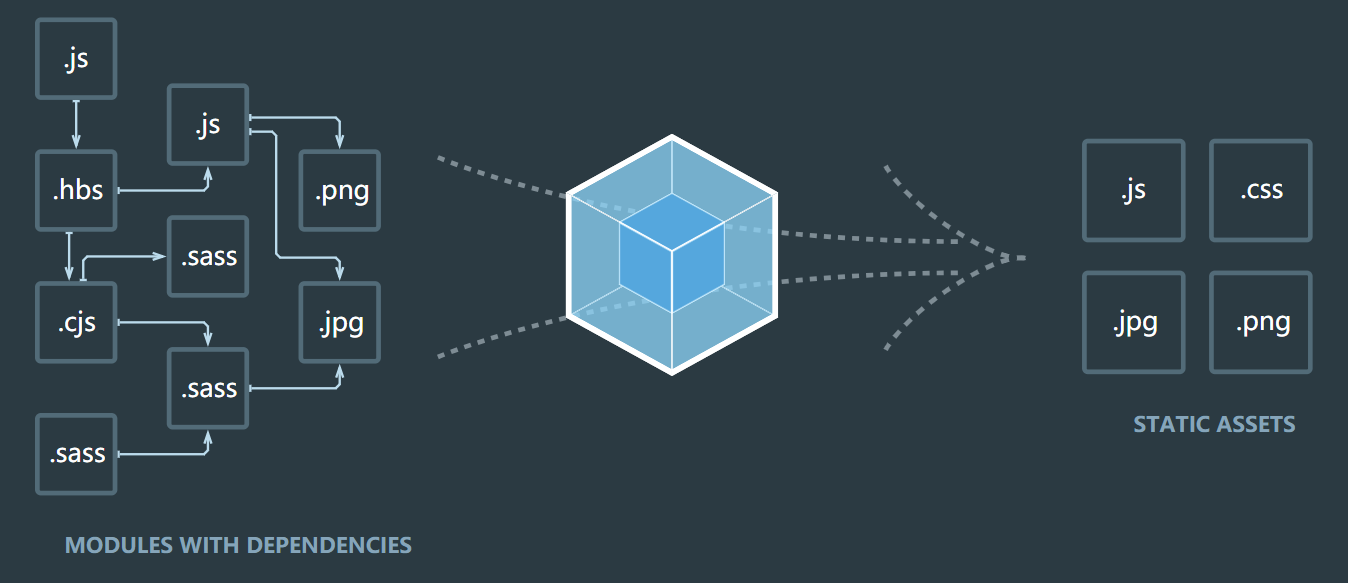 .js
.js
.hbs
.png
.sass
.cjs
.jpg
.sass
.sass
MODULES WITH DEPENDENCIES
.js
.css
.jpg
.png
STATIC ASSETS